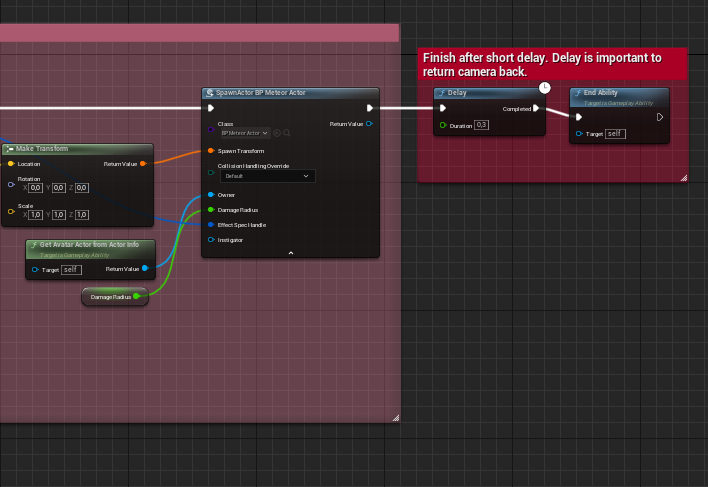 Finish after short delay. Delay is important to
return camera back.
SpawnActor BP Meteor Actor
Class
BP Meteor Actor
Return Value
Spawn Transform
Collision Handling Override
Default
Owner
Damage Radius
Effect Spec Handle
Instigator
Make Transform
Location
Return Value
Rotation
X 0,0 Y 0,0 Z 0,0
Scale
X 1,0 Y 1,0 Z 1,0
Get Avatar Actor from Actor Info
Target is Gameplay Ability
Target self
Return Value
Damage Radius
Delay
Completed
Duration 0,3
End Ability
Target is Gameplay Ability
Target self